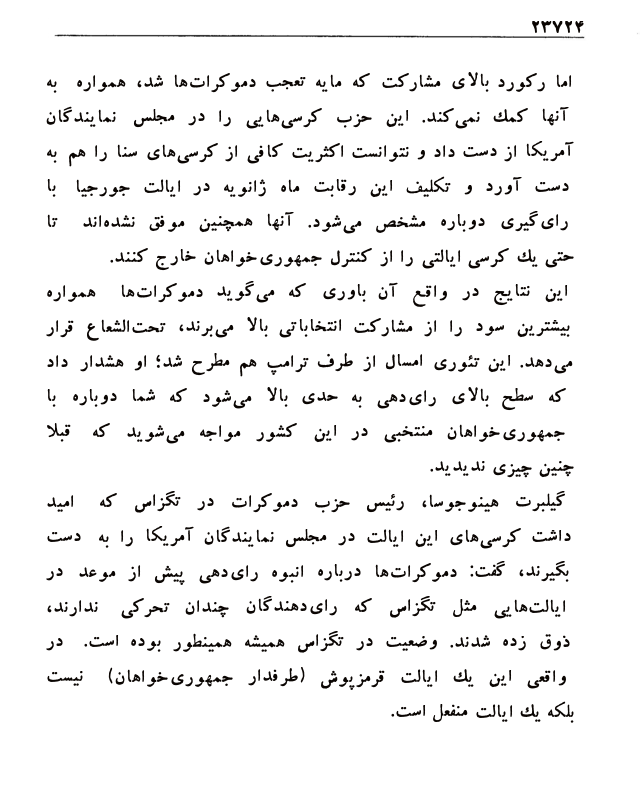 ۲۳۷۲۴
اما رکورد بالای مشارکت که مایه تعجب دموکرات‌ها شد، همواره به
آنها کمك نمی‌کند. این حزب کرسی‌هایی را در مجلس نمایندگان
آمریکا از دست داد و نتوانست اکثریت کافی از کرسی‌های سنا را هم به
دست آورد و تکلیف این رقابت ماه ژانویه در ایالت جورجیا با
رای‌گیری دوباره مشخص می‌شود. آنها همچنین موفق نشده‌اند تا
حتی یك کرسی ایالتی را از کنترل جمهوری‌خواهان خارج کنند.
این نتایج در واقع آن باوری که می‌گوید دموکرات‌ها همواره
بیشترین سود را از مشارکت انتخاباتی بالا می‌برند، تحت‌الشعاع قرار
می‌دهد. این تئوری امسال از طرف ترامپ هم مطرح شد؛ او هشدار داد
که سطح بالای رای‌دهی به حدی بالا می‌شود که شما دوباره با
جمهوری‌خواهان منتخبی در این کشور مواجه می‌شوید که قبلا
چنین چیزی ندیدید.
گیلبرت هینوجوسا، رئیس حزب دموکرات در تگزاس که امید
داشت کرسی‌های این ایالت در مجلس نمایندگان آمریکا را به دست
بگیرند، گفت: دموکرات‌ها درباره انبوه رای‌دهی پیش از موعد در
ایالت‌هایی مثل تگزاس که رای‌دهندگان چندان تحرکی ندارند،
ذوق زده شدند. وضعیت در تگزاس همیشه همینطور بوده است. در
واقعی این یك ایالت قرمزپوش (طرفدار جمهوری‌خواهان) نیست
بلکه یك ایالت منفعل است.